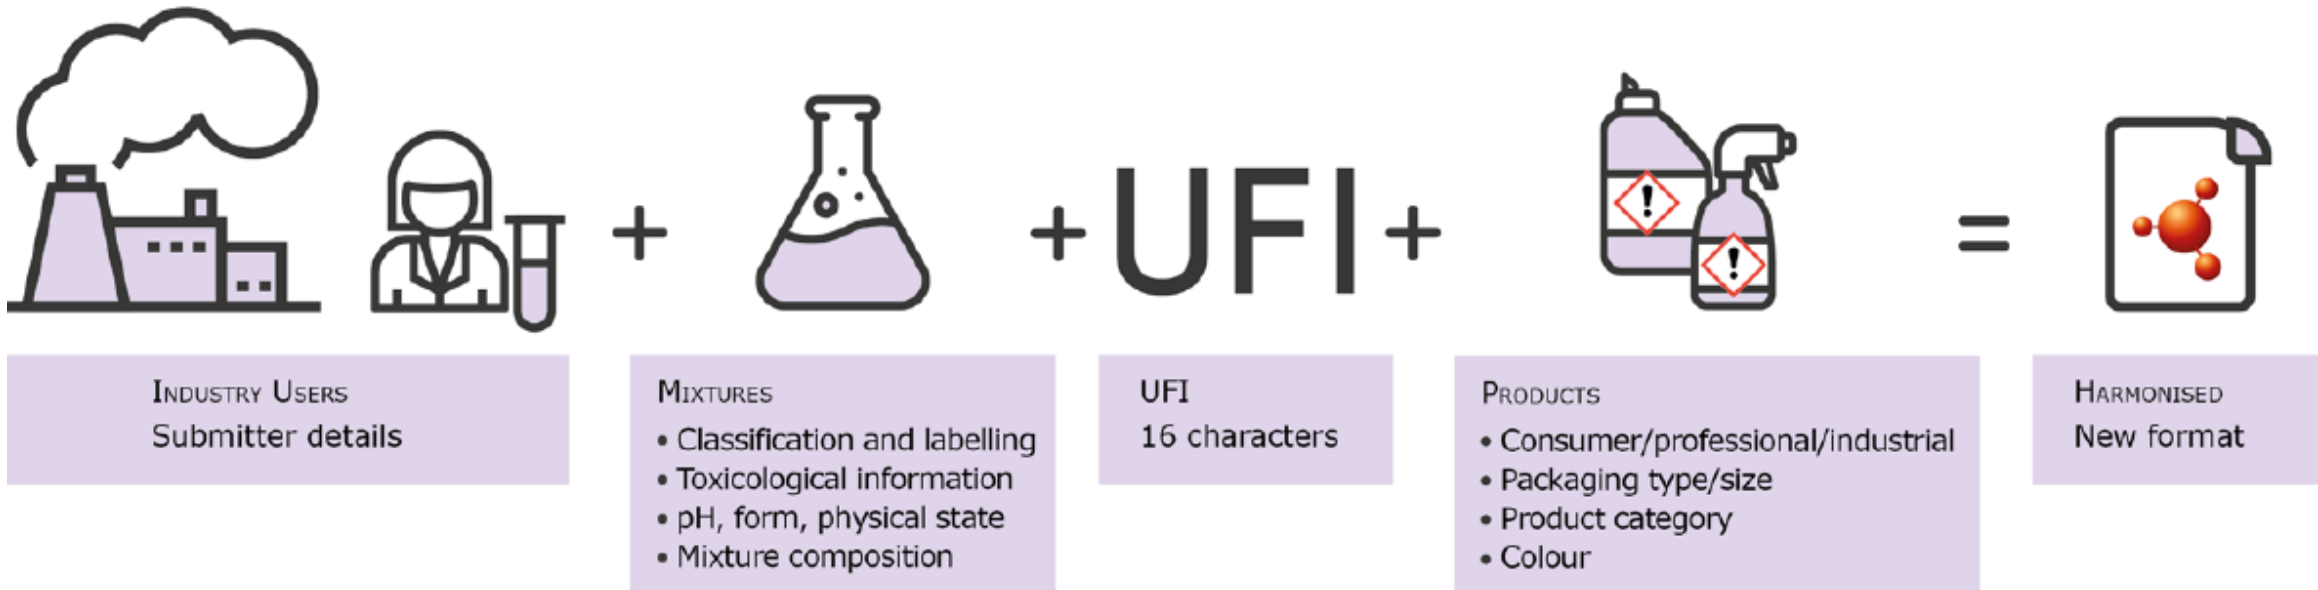 + + UFI + =
! !
INDUSTRY USERS
Submitter details
MIXTURES
• Classification and labelling
• Toxicological information
• pH, form, physical state
• Mixture composition
UFI
16 characters
PRODUCTS
• Consumer/professional/industrial
• Packaging type/size
• Product category
• Colour
HARMONISED
New format